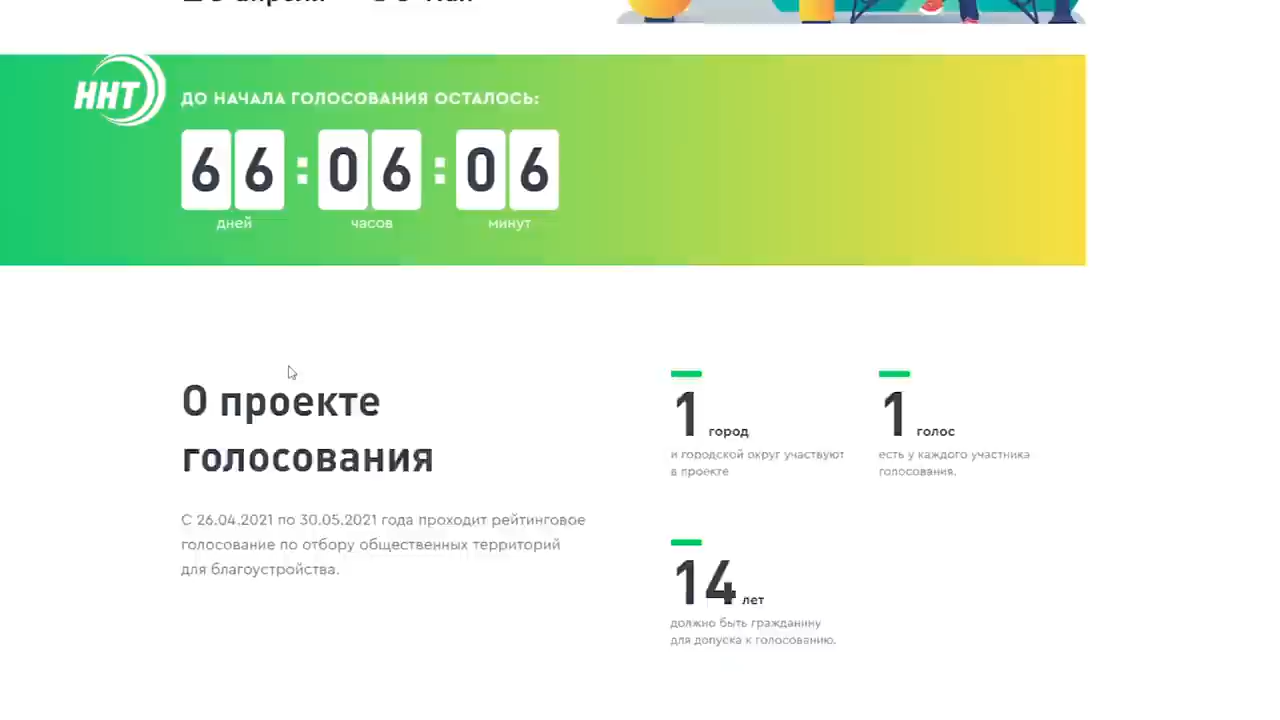 ННТ
ДО НАЧАЛА ГОЛОСОВАНИЯ ОСТАЛОСЬ:
66:06:06
дней часов минут
О проекте
голосования
С 26.04.2021 по 30.05.2021 года проходит рейтинговое
голосование по отбору общественных территорий
для благоустройства.
1 город
и городской округ участвуют
в проекте
1 голос
есть у каждого участника
голосования.
14 лет
должно быть гражданину
для допуска к голосованию.